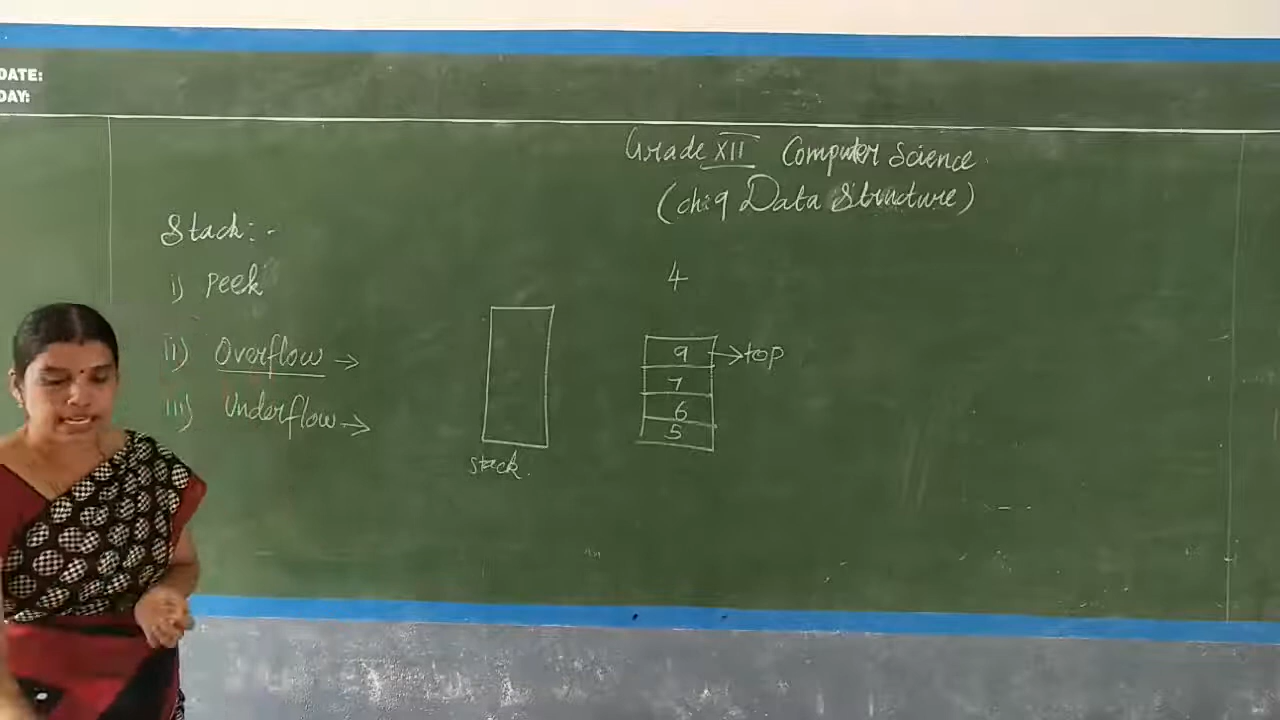 DATE:
DAY:
Grade XII Computer Science
(ch:9 Data Structure)
Stack:-
i) Peek
ii) Overflow →
iii) Underflow →
stack.
4
9 → top
7
6
5